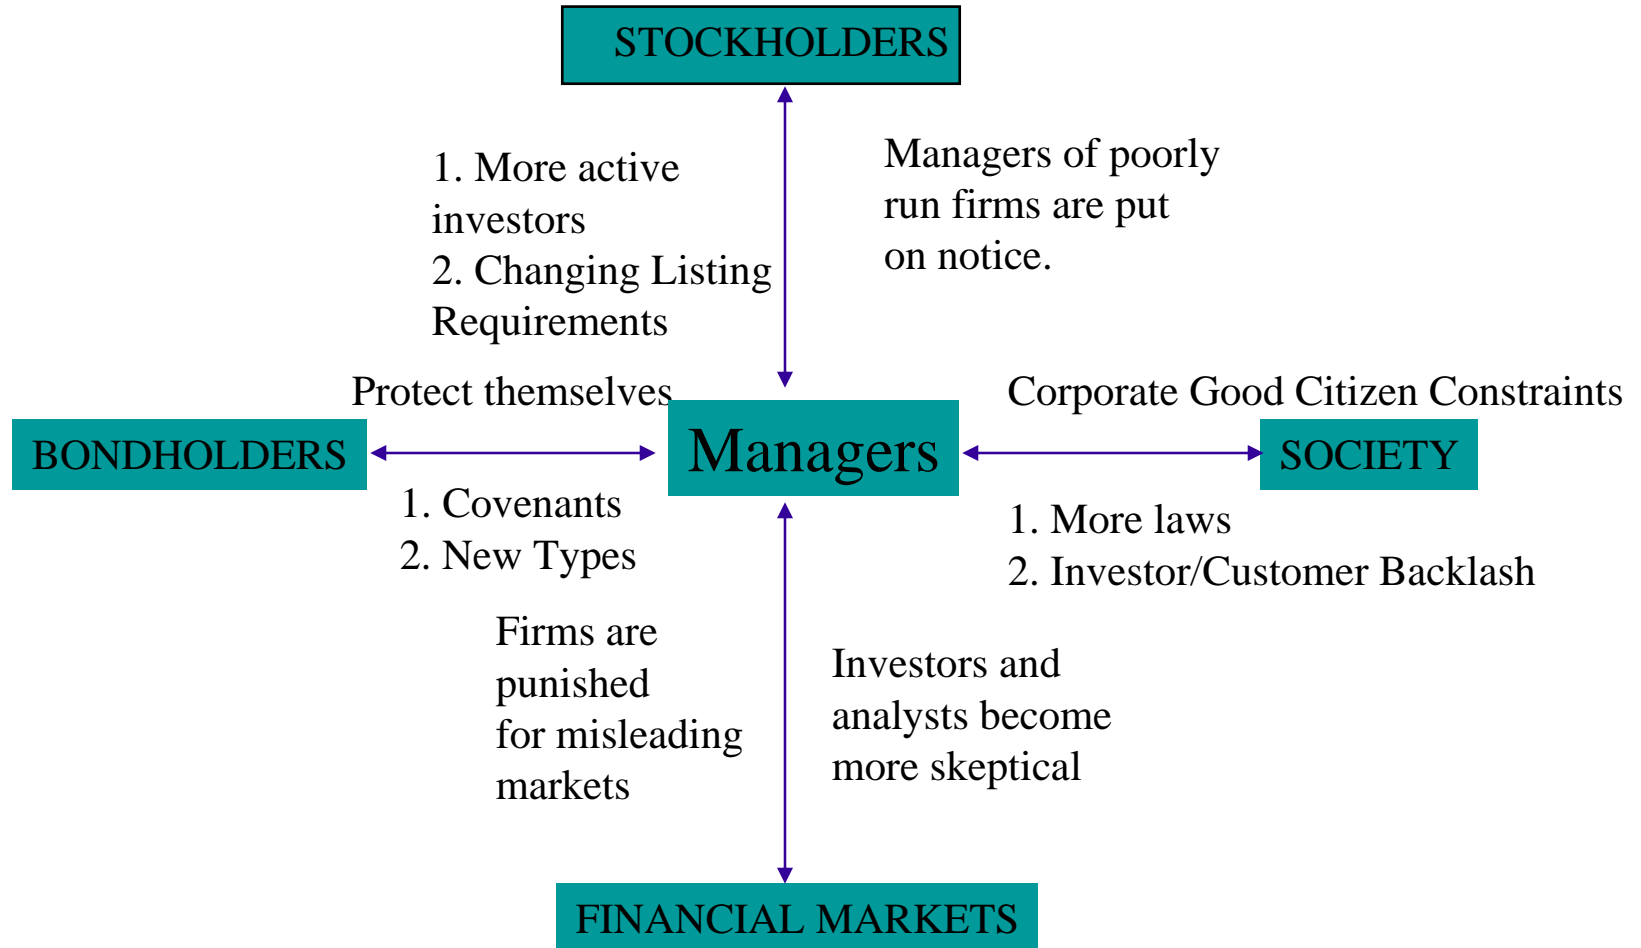 STOCKHOLDERS
1. More active
investors
2. Changing Listing
Requirements
Managers of poorly
run firms are put
on notice.
Protect themselves
Corporate Good Citizen Constraints
BONDHOLDERS
Managers
SOCIETY
1. Covenants
2. New Types
1. More laws
2. Investor/Customer Backlash
Firms are
punished
for misleading
markets
Investors and
analysts become
more skeptical
FINANCIAL MARKETS